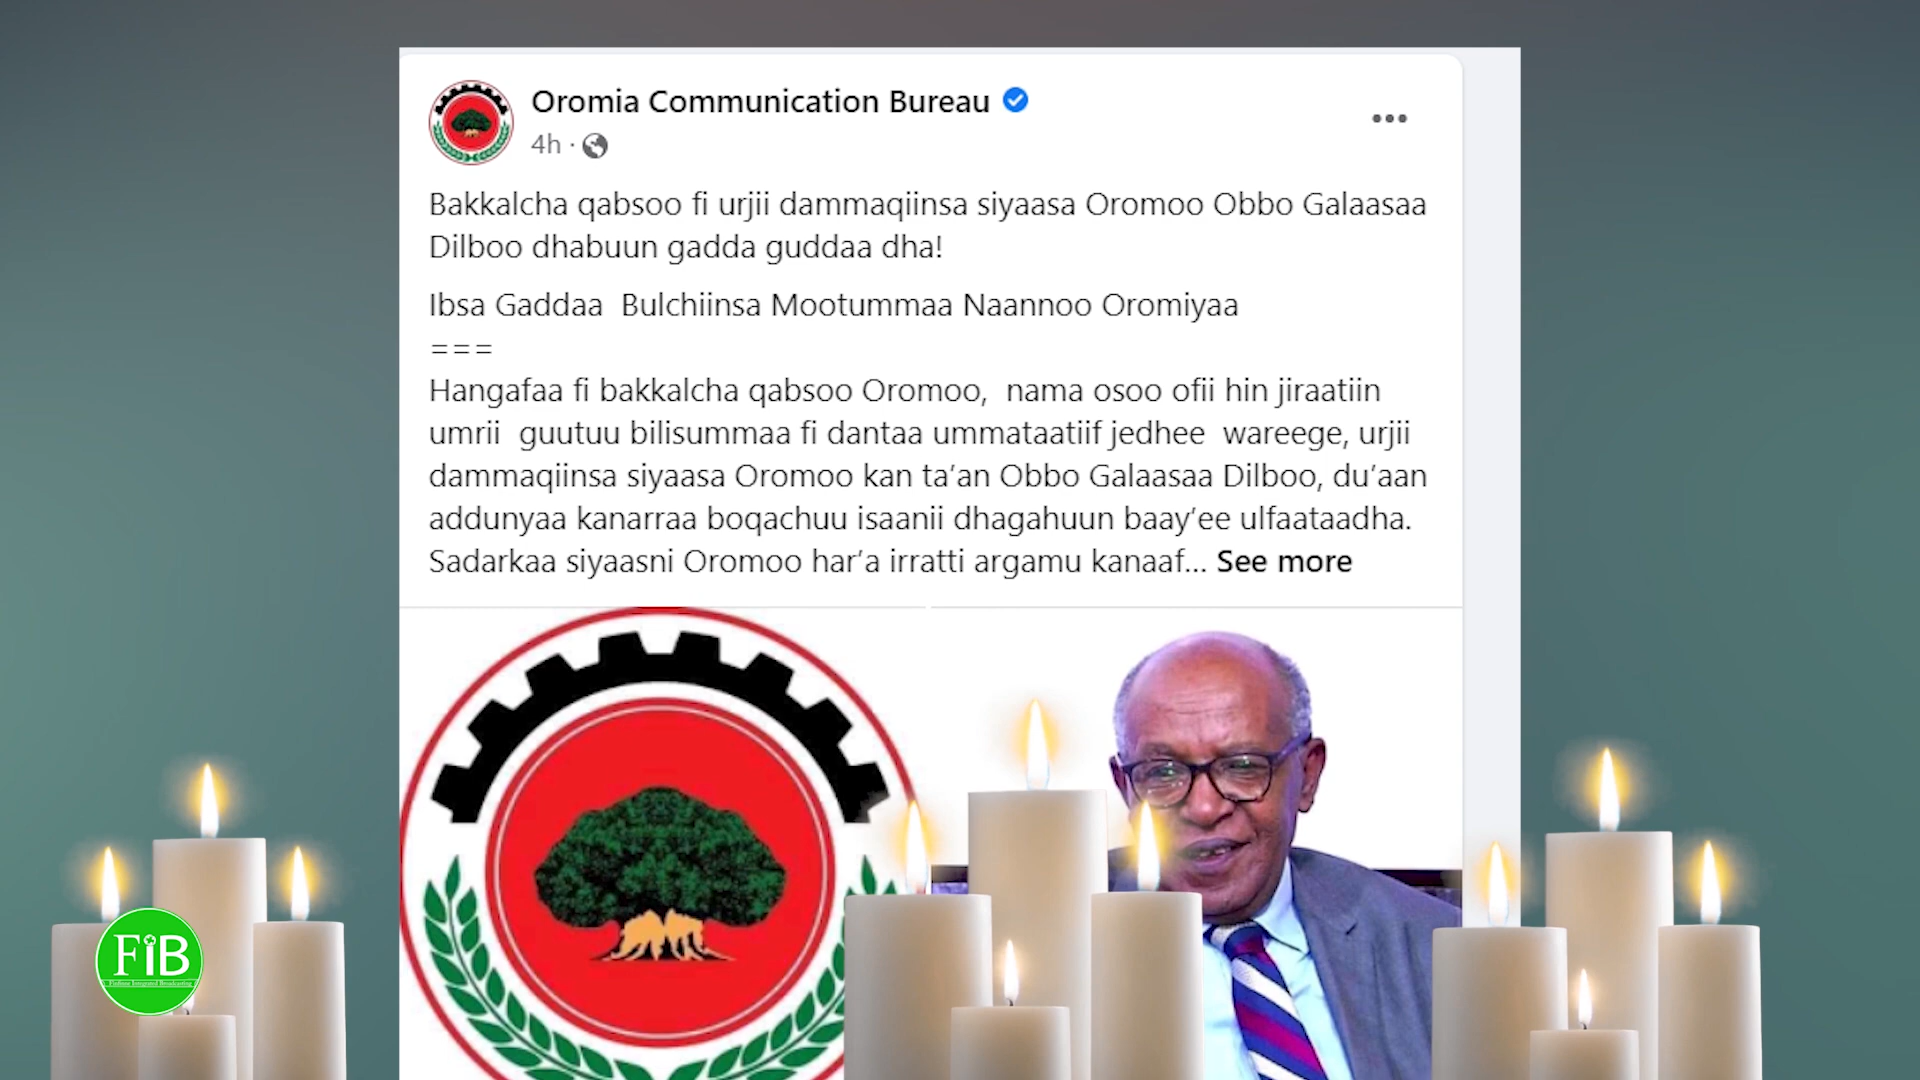 Oromia Communication Bureau
4h ·
Bakkalcha qabsoo fi urjii dammaqiinsa siyaasa Oromoo Obbo Galaasaa
Dilboo dhabuun gadda guddaa dha!
Ibsa Gaddaa  Bulchiinsa Mootummaa Naannoo Oromiyaa
===
Hangafaa fi bakkalcha qabsoo Oromoo,  nama osoo ofii hin jiraatiin
umrii  guutuu bilisummaa fi dantaa ummataatiif jedhee  wareege, urjii
dammaqiinsa siyaasa Oromoo kan ta’an Obbo Galaasaa Dilboo, du’aan
addunyaa kanarraa boqachuu isaanii dhagahuun baay’ee ulfaataadha.
Sadarkaa siyaasni Oromoo har’a irratti argamu kanaaf... See more
FiB
Finfinne Integrated Broadcasting